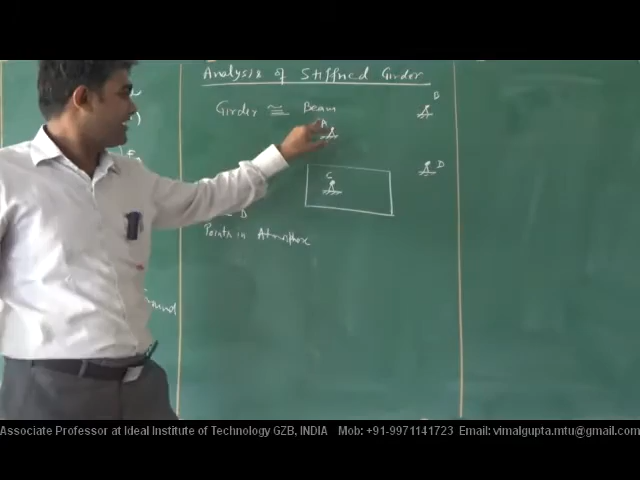 Analysis of Stiffned Girder
Girder ≅ Beam
A
B
C
D
D
Points in Atmosphere
ound
Associate Professor at Ideal Institute of Technology GZB, INDIA Mob: +91-9971141723 Email: vimalgupta.mtu@gmail.com